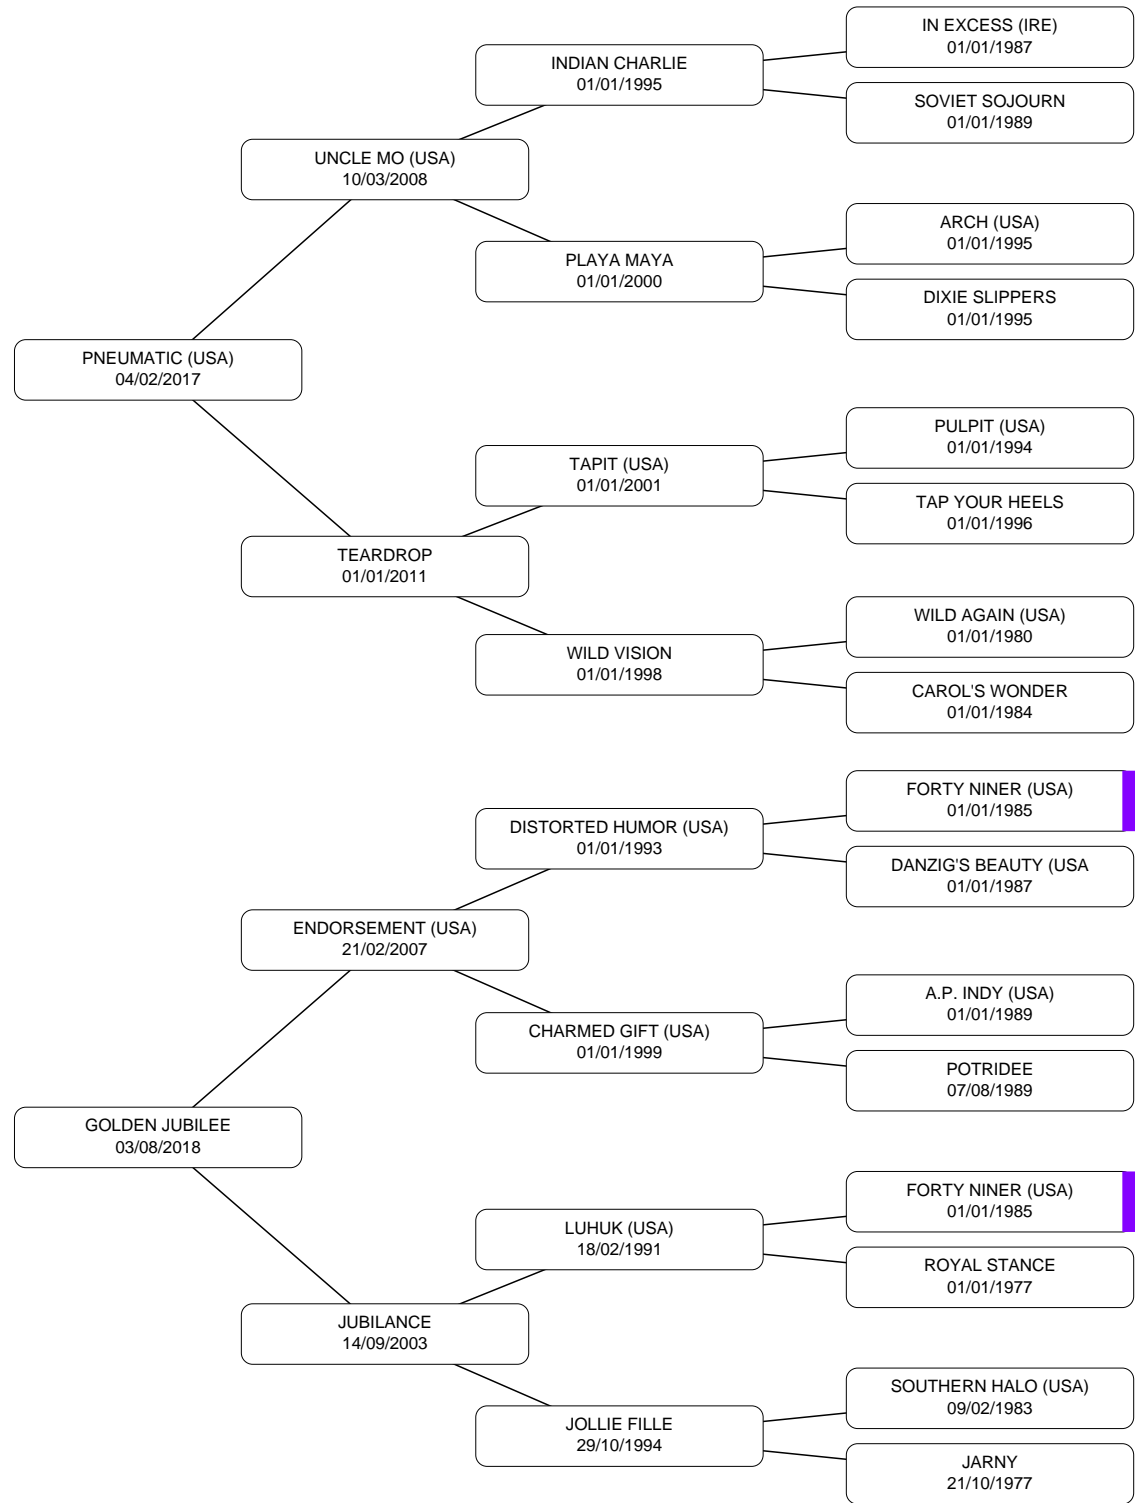 IN EXCESS (IRE)
01/01/1987
INDIAN CHARLIE
01/01/1995
SOVIET SOJOURN
01/01/1989
UNCLE MO (USA)
10/03/2008
ARCH (USA)
01/01/1995
PLAYA MAYA
01/01/2000
DIXIE SLIPPERS
01/01/1995
PNEUMATIC (USA)
04/02/2017
PULPIT (USA)
01/01/1994
TAPIT (USA)
01/01/2001
TAP YOUR HEELS
01/01/1996
TEARDROP
01/01/2011
WILD AGAIN (USA)
01/01/1980
WILD VISION
01/01/1998
CAROL'S WONDER
01/01/1984
FORTY NINER (USA)
01/01/1985
DISTORTED HUMOR (USA)
01/01/1993
DANZIG'S BEAUTY (USA
01/01/1987
ENDORSEMENT (USA)
21/02/2007
A.P. INDY (USA)
01/01/1989
CHARMED GIFT (USA)
01/01/1999
POTRIDEE
07/08/1989
GOLDEN JUBILEE
03/08/2018
FORTY NINER (USA)
01/01/1985
LUHUK (USA)
18/02/1991
ROYAL STANCE
01/01/1977
JUBILANCE
14/09/2003
SOUTHERN HALO (USA)
09/02/1983
JOLLIE FILLE
29/10/1994
JARNY
21/10/1977